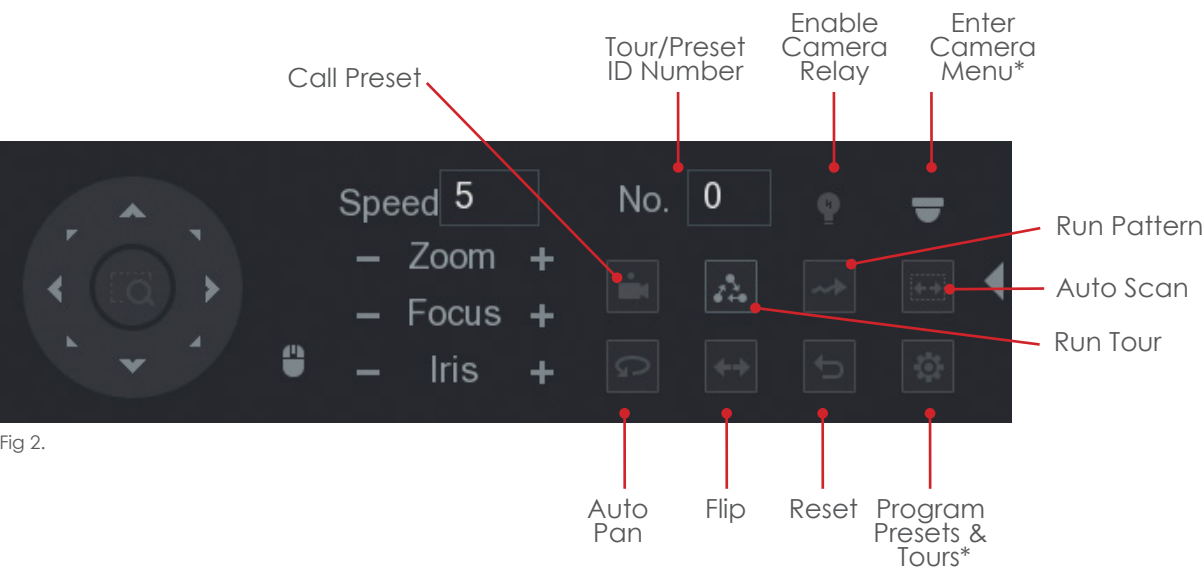 Enable
Camera
Relay
Enter
Camera
Menu*
Tour/Preset
ID Number
Call Preset
Speed 5
No. 0
Run Pattern
– Zoom +
Auto Scan
– Focus +
Run Tour
– Iris +
Fig 2.
Auto
Pan
Flip
Reset
Program
Presets &
Tours*